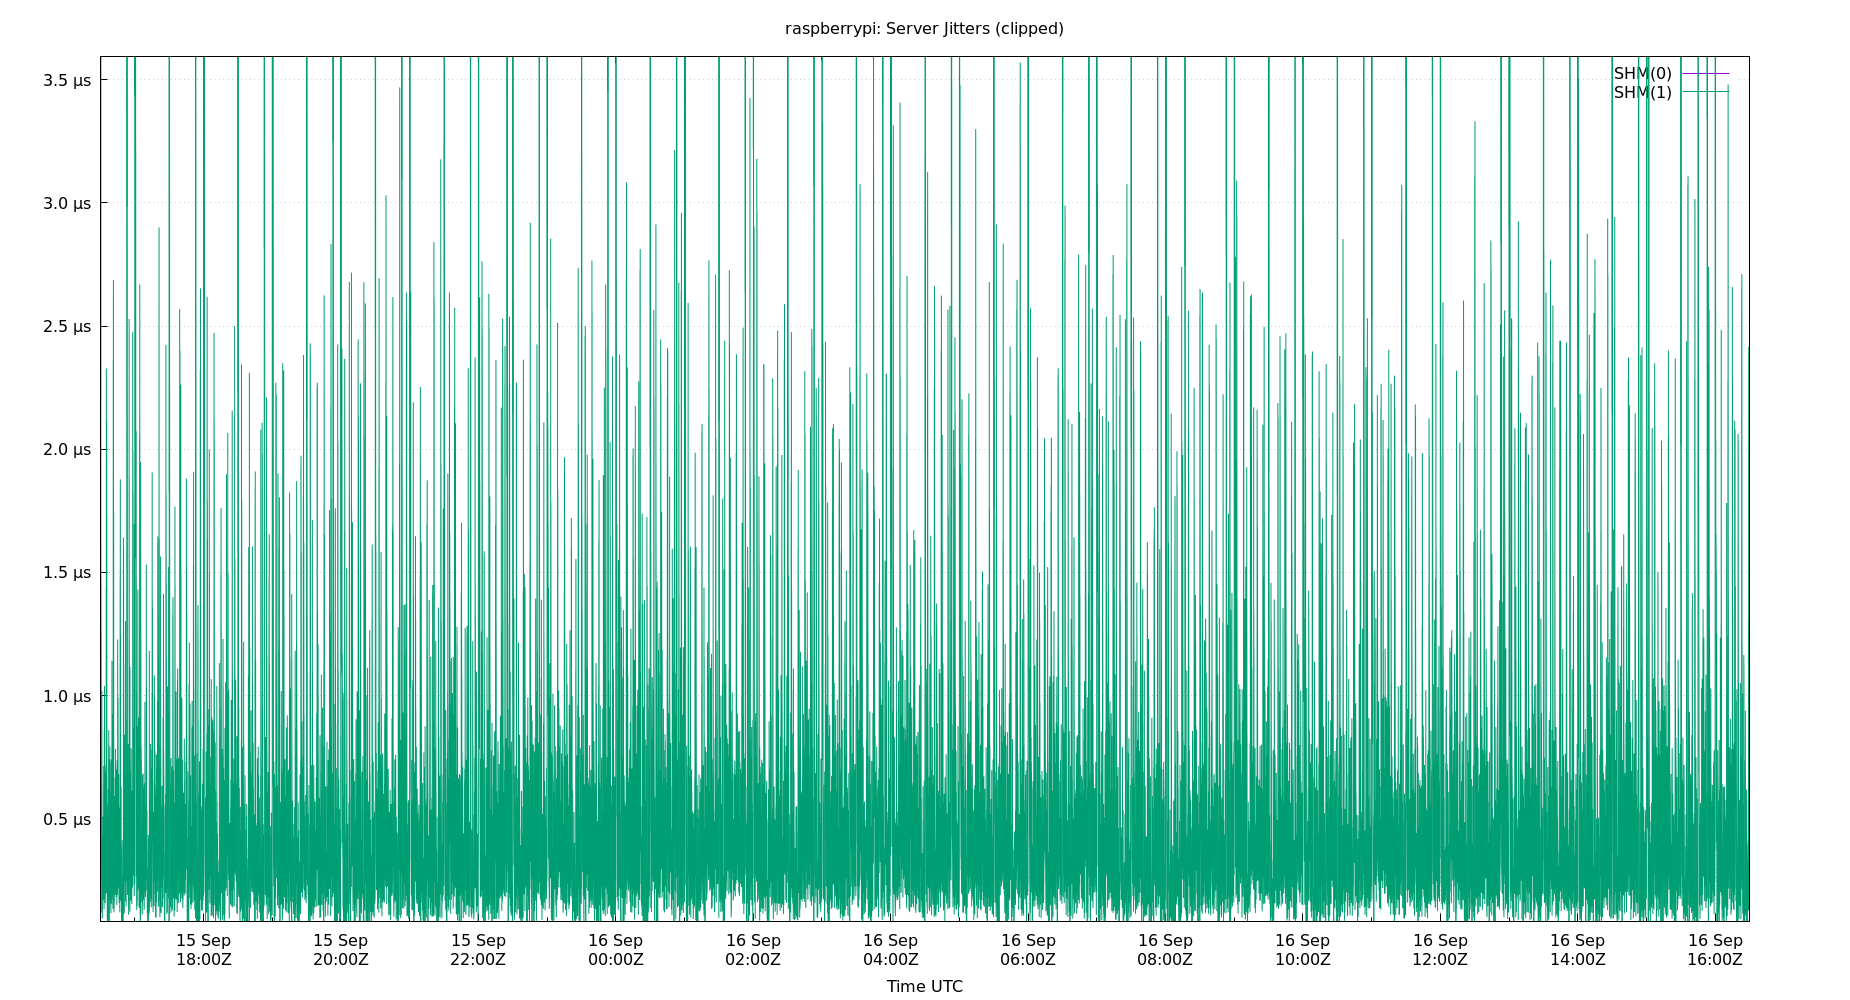 raspberrypi: Server Jitters (clipped)
SHM(0)
SHM(1)
3.5 µs
3.0 µs
2.5 µs
2.0 µs
1.5 µs
1.0 µs
0.5 µs
15 Sep 15 Sep 15 Sep 16 Sep 16 Sep 16 Sep 16 Sep 16 Sep 16 Sep 16 Sep 16 Sep 16 Sep
18:00Z 20:00Z 22:00Z 00:00Z 02:00Z 04:00Z 06:00Z 08:00Z 10:00Z 12:00Z 14:00Z 16:00Z
Time UTC